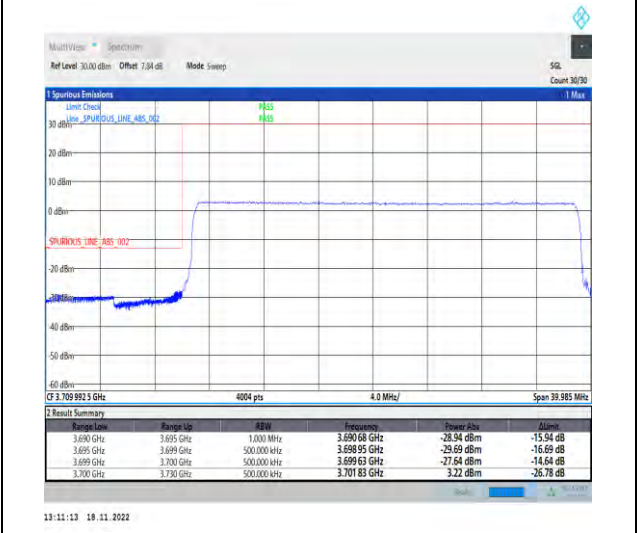 MultiView Spectrum
Ref Level 30.00 dBm Offset 7.84 dB Mode Sweep SGL
Count 30/30
1 Spurious Emissions 1 Max
Limit Check PASS
Line _SPURIOUS_LINE_ABS_002 PASS
30 dBm
20 dBm
10 dBm
0 dBm
_SPURIOUS_LINE_ABS_002
-20 dBm
-30 dBm
-40 dBm
-50 dBm
-60 dBm
CF 3.709 992 5 GHz 4004 pts 4.0 MHz/ Span 39.985 MHz
2 Result Summary
Range Low Range Up RBW Frequency Power Abs ΔLimit
3.690 GHz 3.695 GHz 1.000 MHz 3.690 68 GHz -28.94 dBm -15.94 dB
3.695 GHz 3.699 GHz 500.000 kHz 3.698 95 GHz -29.69 dBm -16.69 dB
3.699 GHz 3.700 GHz 500.000 kHz 3.699 63 GHz -27.64 dBm -14.64 dB
3.700 GHz 3.730 GHz 500.000 kHz 3.701 83 GHz 3.22 dBm -26.78 dB
13:11:13 18.11.2022